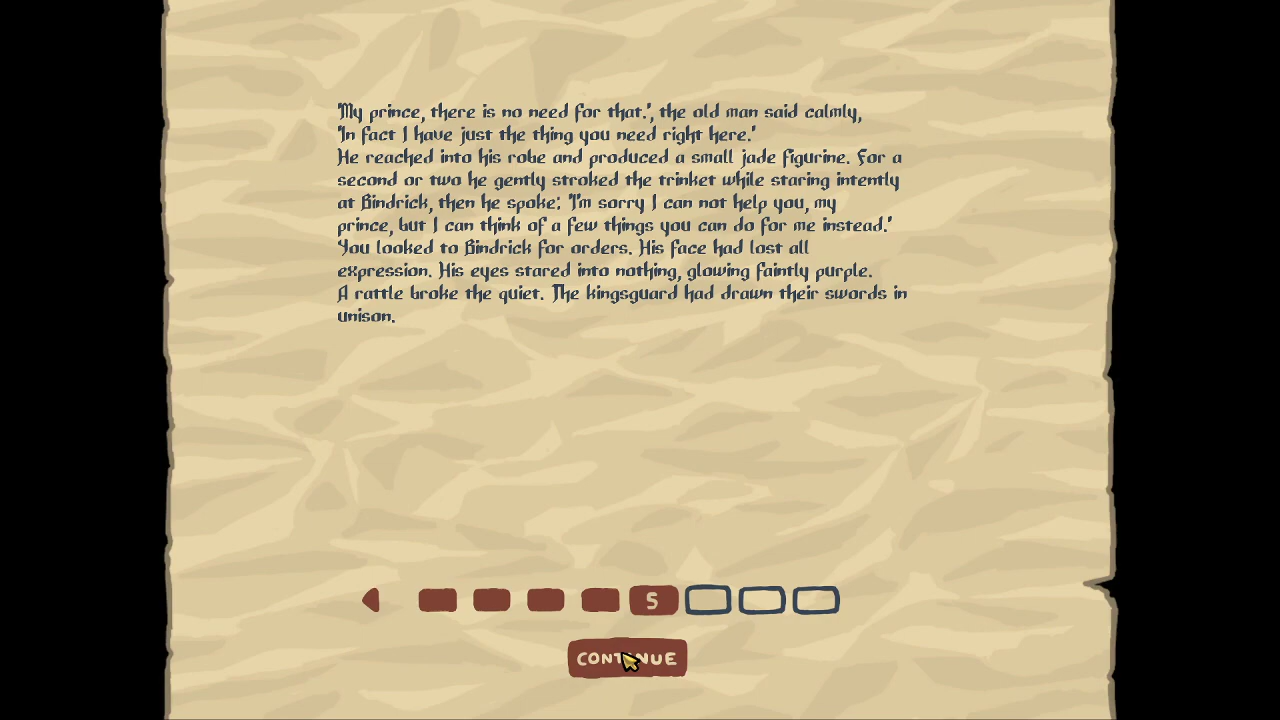 'My prince, there is no need for that.', the old man said calmly,
'In fact I have just the thing you need right here.'
He reached into his robe and produced a small jade figurine. For a
second or two he gently stroked the trinket while staring intently
at Bindrick, then he spoke: 'I'm sorry I can not help you, my
prince, but I can think of a few things you can do for me instead.'
You looked to Bindrick for orders. His face had lost all
expression. His eyes stared into nothing, glowing faintly purple.
A rattle broke the quiet. The kingsguard had drawn their swords in
unison.
5
CONTINUE